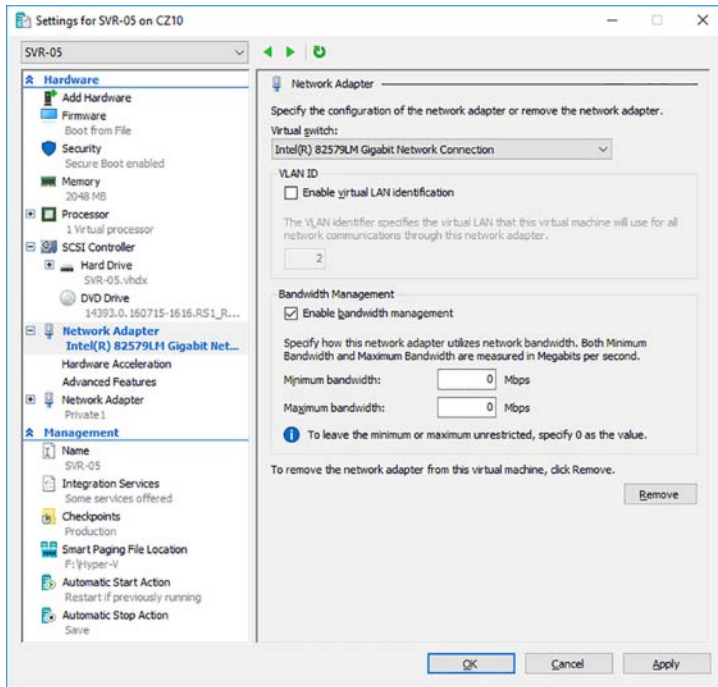 Settings for SVR-05 on CZ10
SVR-05
Hardware
Add Hardware
Firmware
Boot from File
Security
Secure Boot enabled
Memory
2048 MB
Processor
1 Virtual processor
SCSI Controller
Hard Drive
SVR-05.vhdx
DVD Drive
14393.0.160715-1616.RS1_R...
Network Adapter
Intel(R) 82579LM Gigabit Net...
Hardware Acceleration
Advanced Features
Network Adapter
Private1
Management
Name
SVR-05
Integration Services
Some services offered
Checkpoints
Production
Smart Paging File Location
F:\Hyper-V
Automatic Start Action
Restart if previously running
Automatic Stop Action
Save
Network Adapter
Specify the configuration of the network adapter or remove the network adapter.
Virtual switch:
Intel(R) 82579LM Gigabit Network Connection
VLAN ID
Enable virtual LAN identification
The VLAN identifier specifies the virtual LAN that this virtual machine will use for all
network communications through this network adapter.
2
Bandwidth Management
Enable bandwidth management
Specify how this network adapter utilizes network bandwidth. Both Minimum
Bandwidth and Maximum Bandwidth are measured in Megabits per second.
Minimum bandwidth: 0 Mbps
Maximum bandwidth: 0 Mbps
To leave the minimum or maximum unrestricted, specify 0 as the value.
To remove the network adapter from this virtual machine, click Remove.
Remove
OK Cancel Apply